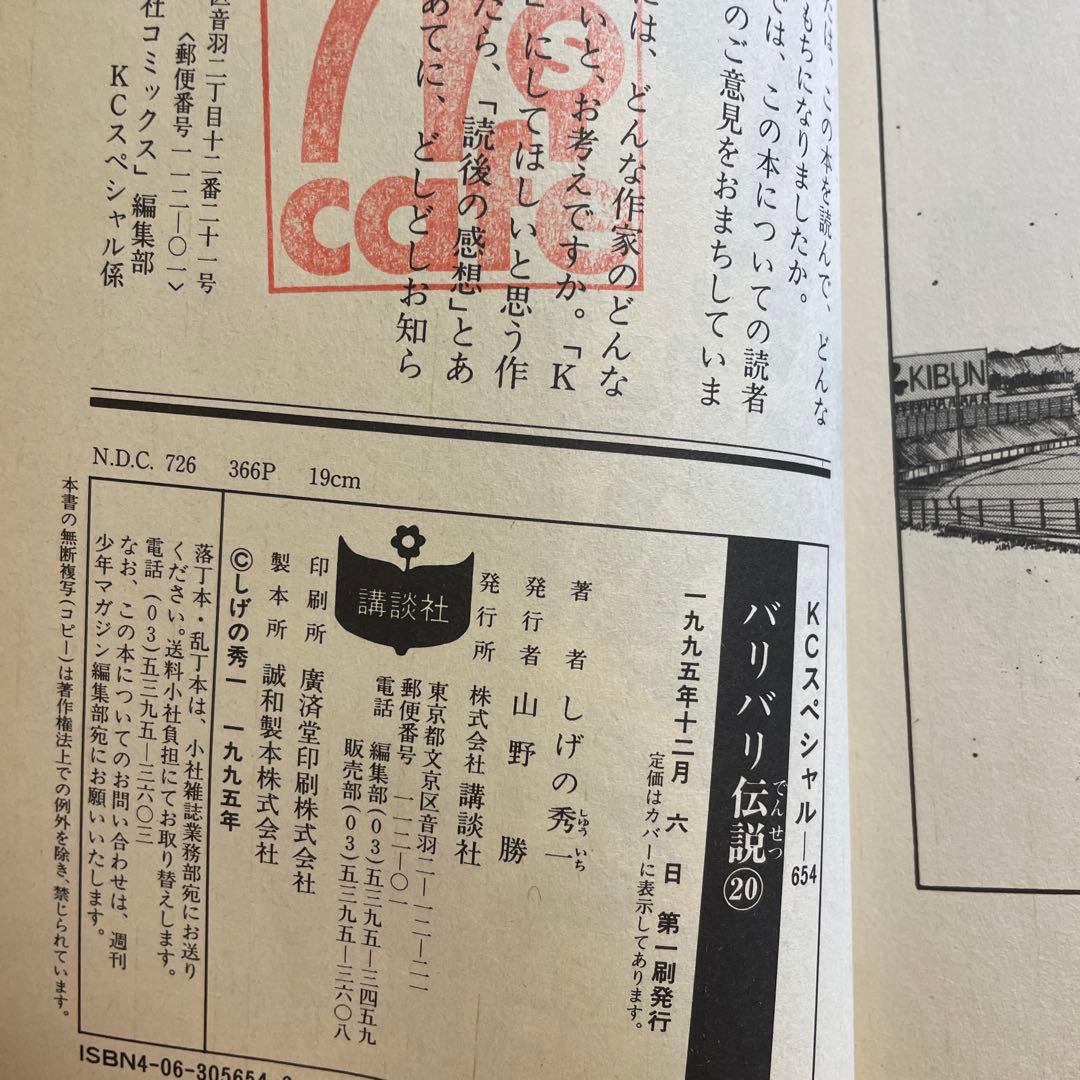 たは、この本を読んで、どんな
もちになりましたか。
では、この本についての読者
のご意見をおまちしていま
には、どんな作家のどんな
いと、お考えですか。「K
」にしてほしいと思う作
たら、「読後の感想」とあ
あてに、どしどしお知ら
区音羽二丁目十二番二十一号
〈郵便番号一一二―〇一〉
社コミックス」編集部
KCスペシャル係
cafe
KIBUN
N.D.C. 726 366P 19cm
KCスペシャル―654
バリバリ伝説⑳
でんせつ
一九九五年十二月六日 第一刷発行
定価はカバーに表示してあります。
著者 しげの秀一
しゅういち
発行者 山野 勝
発行所 株式会社 講談社
東京都文京区音羽二―一二―二一
郵便番号 一一二―〇一
電話 編集部(03)五三九五―三四五九
販売部(03)五三九五―三六〇八
講談社
印刷所 廣済堂印刷株式会社
製本所 誠和製本株式会社
©しげの秀一 一九九五年
落丁本・乱丁本は、小社雑誌業務部宛にお送り
ください。送料小社負担にてお取り替えします。
電話(03)五三九五―三六〇三
なお、この本についてのお問い合わせは、週刊
少年マガジン編集部宛にお願いいたします。
本書の無断複写(コピー)は著作権法上での例外を除き、禁じられています。
ISBN4-06-305654